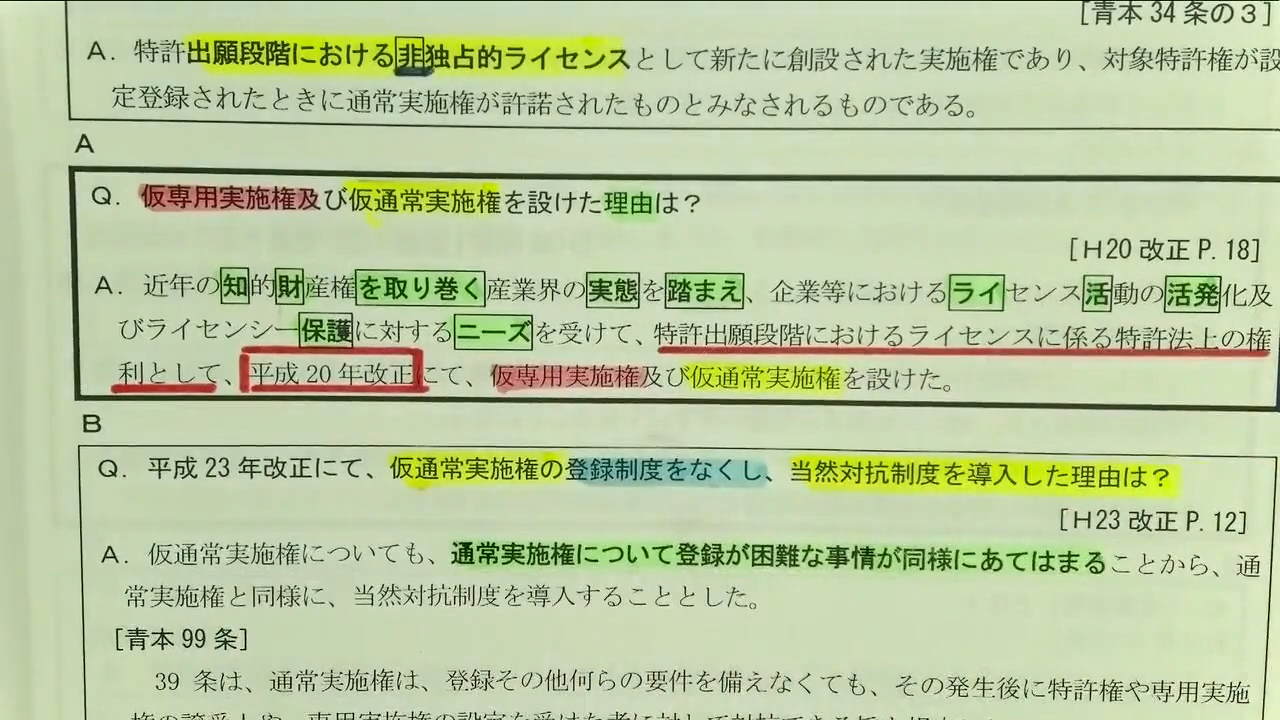 [青本 34 条の3]
A．特許出願段階における非独占的ライセンスとして新たに創設された実施権であり、対象特許権が設
定登録されたときに通常実施権が許諾されたものとみなされるものである。
A
Q．仮専用実施権及び仮通常実施権を設けた理由は？
[H20 改正 P. 18]
A．近年の知的財産権を取り巻く産業界の実態を踏まえ、企業等におけるライセンス活動の活発化及
びライセンシー保護に対するニーズを受けて、特許出願段階におけるライセンスに係る特許法上の権
利として、平成 20 年改正にて、仮専用実施権及び仮通常実施権を設けた。
B
Q．平成 23 年改正にて、仮通常実施権の登録制度をなくし、当然対抗制度を導入した理由は？
[H23 改正 P. 12]
A．仮通常実施権についても、通常実施権について登録が困難な事情が同様にあてはまることから、通
常実施権と同様に、当然対抗制度を導入することとした。
[青本 99 条]
39 条は、通常実施権は、登録その他何らの要件を備えなくても、その発生後に特許権や専用実施